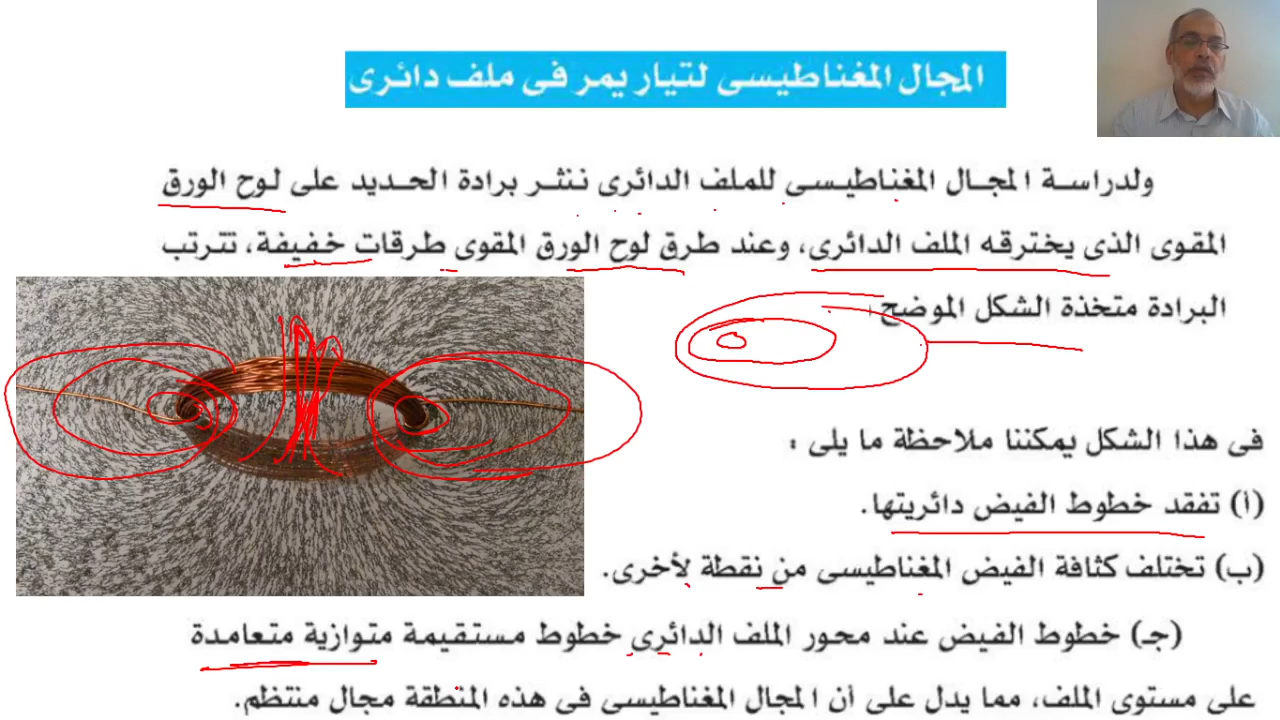 المجال المغناطيسى لتيار يمر فى ملف دائرى
ولدراسة المجال المغناطيسى للملف الدائرى ننثر برادة الحديد على لوح الورق
المقوى الذى يخترقه الملف الدائرى، وعند طرق لوح الورق المقوى طرقات خفيفة، تترتب
البرادة متخذة الشكل الموضح
فى هذا الشكل يمكننا ملاحظة ما يلى :
(أ) تفقد خطوط الفيض دائريتها.
(ب) تختلف كثافة الفيض المغناطيسى من نقطة لأخرى.
(جـ) خطوط الفيض عند محور الملف الدائرى خطوط مستقيمة متوازية متعامدة
على مستوى الملف، مما يدل على أن المجال المغناطيسى فى هذه المنطقة مجال منتظم.